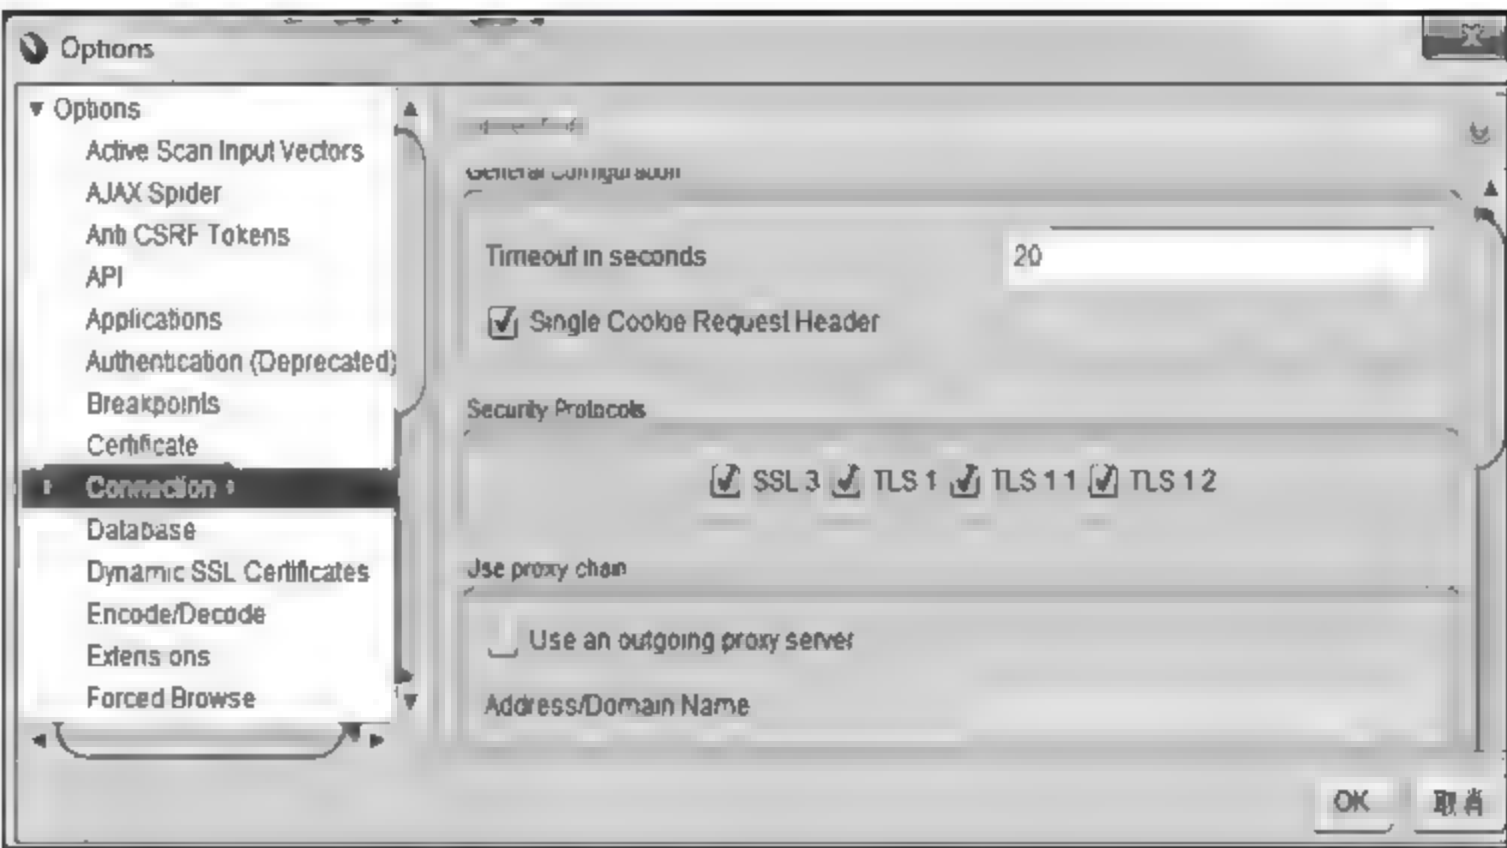 Options
Options
Active Scan Input Vectors
AJAX Spider
Anti CSRF Tokens
API
Applications
Authentication (Deprecated)
Breakpoints
Certificate
Connection
Database
Dynamic SSL Certificates
Encode/Decode
Extensions
Forced Browse
General Configuration
Timeout in seconds 20
Single Cookie Request Header
Security Protocols
SSL 3 TLS 1 TLS 1 1 TLS 1 2
Use proxy chain
Use an outgoing proxy server
Address/Domain Name
OK 取消